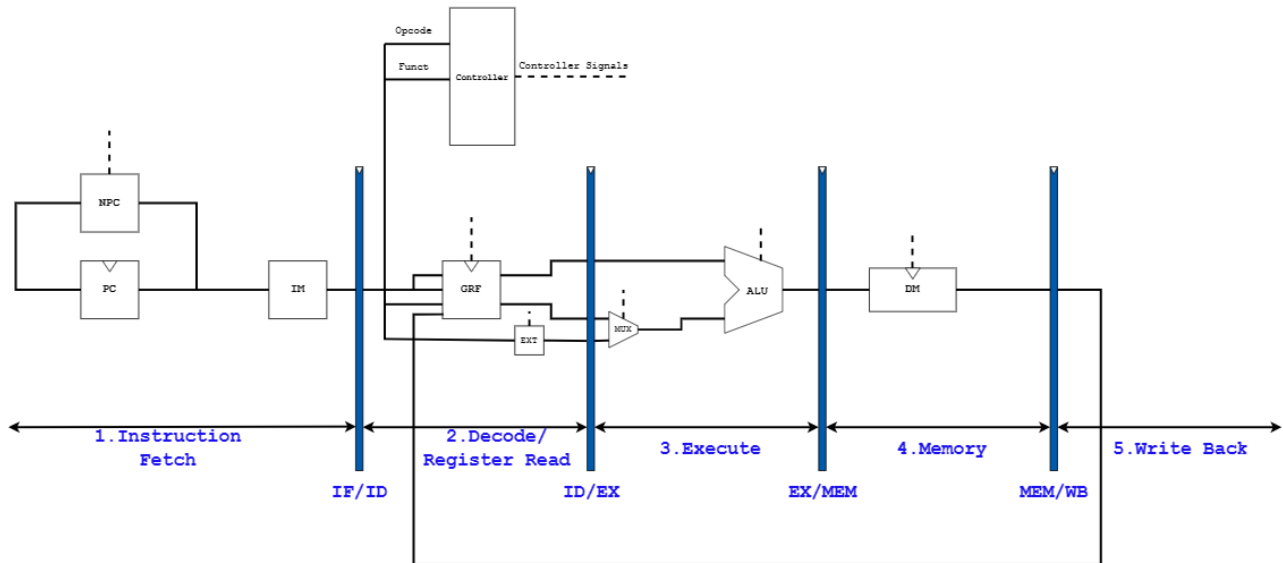 Opcode
Funct
Controller
Controller Signals
NPC
PC
IM
GRF
EXT
MUX
ALU
DM
1.Instruction
Fetch
2.Decode/
Register Read
3.Execute
4.Memory
5.Write Back
IF/ID
ID/EX
EX/MEM
MEM/WB